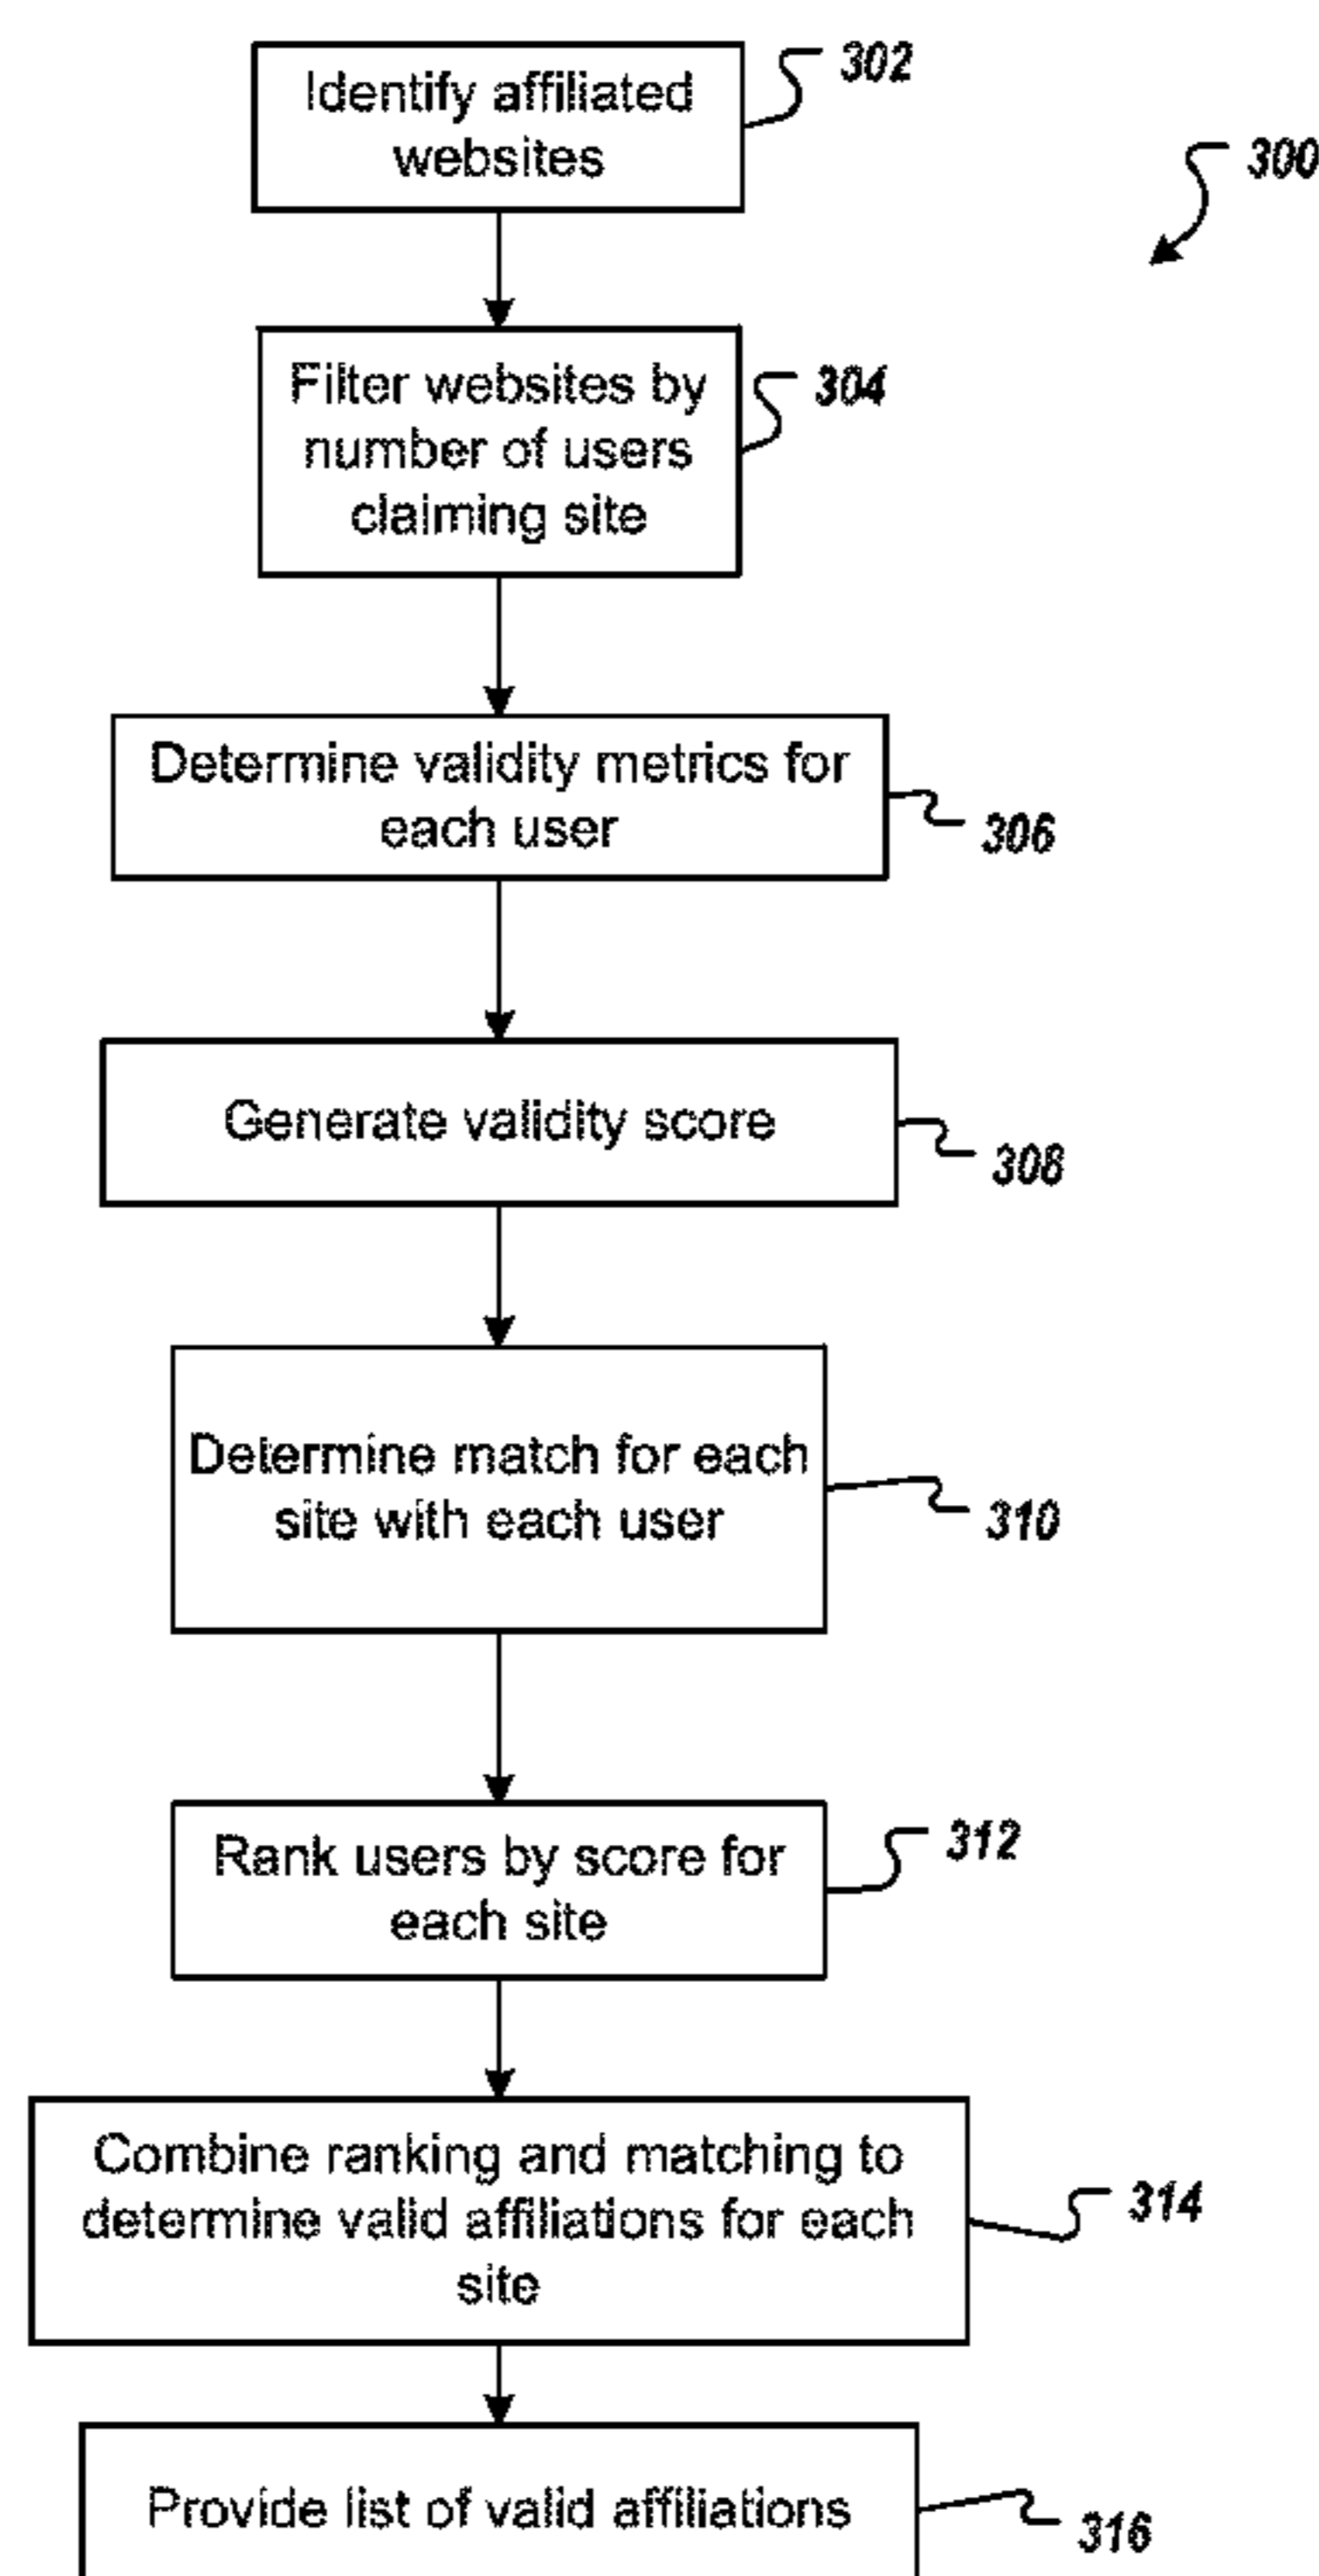 Identify affiliated
websites
302
300
Filter websites by
number of users
claiming site
304
Determine validity metrics for
each user
306
Generate validity score
308
Determine match for each
site with each user
310
Rank users by score for
each site
312
Combine ranking and matching to
determine valid affiliations for each
site
314
Provide list of valid affiliations
316